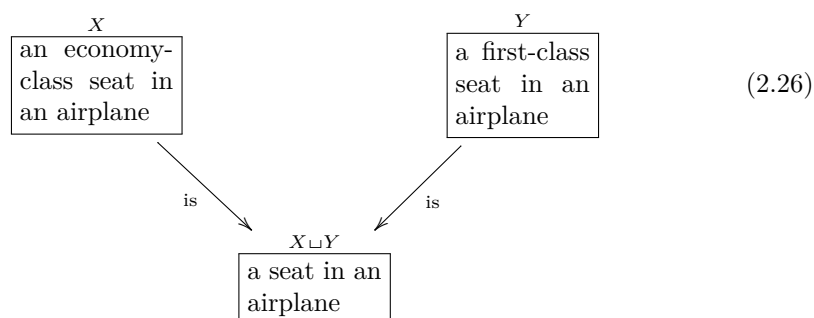 X
an economy-
class seat in
an airplane
Y
a first-class
seat in an
airplane
(2.26)
is
is
X⊔Y
a seat in an
airplane